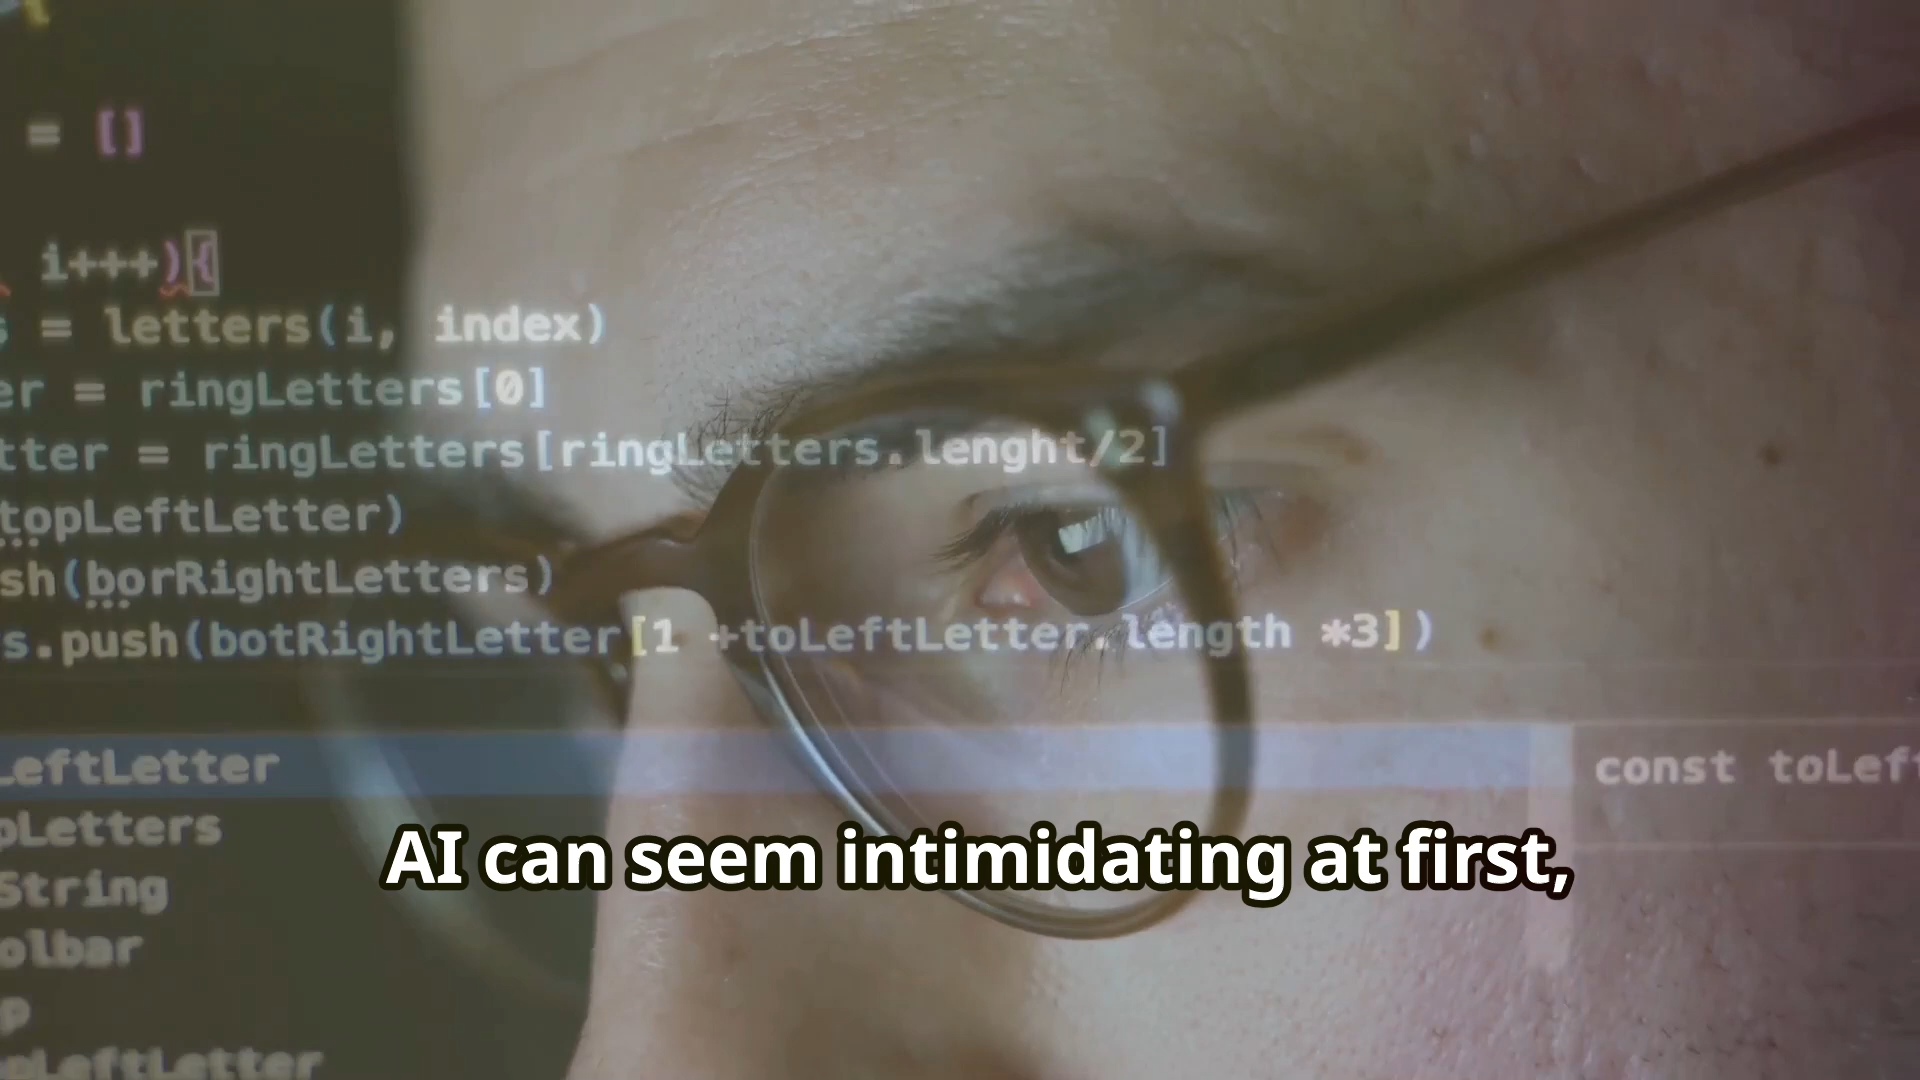 = []
i+++){
= letters(i, index)
er = ringLetters[0]
tter = ringLetters[ringLetters.lenght/2]
topLeftLetter)
sh(borRightLetters)
s.push(botRightLetter[1 +toLeftLetter.length *3])
LeftLetter
const toLeft
pLetters
AI can seem intimidating at first,
String
olbar
p
pLeftLetter